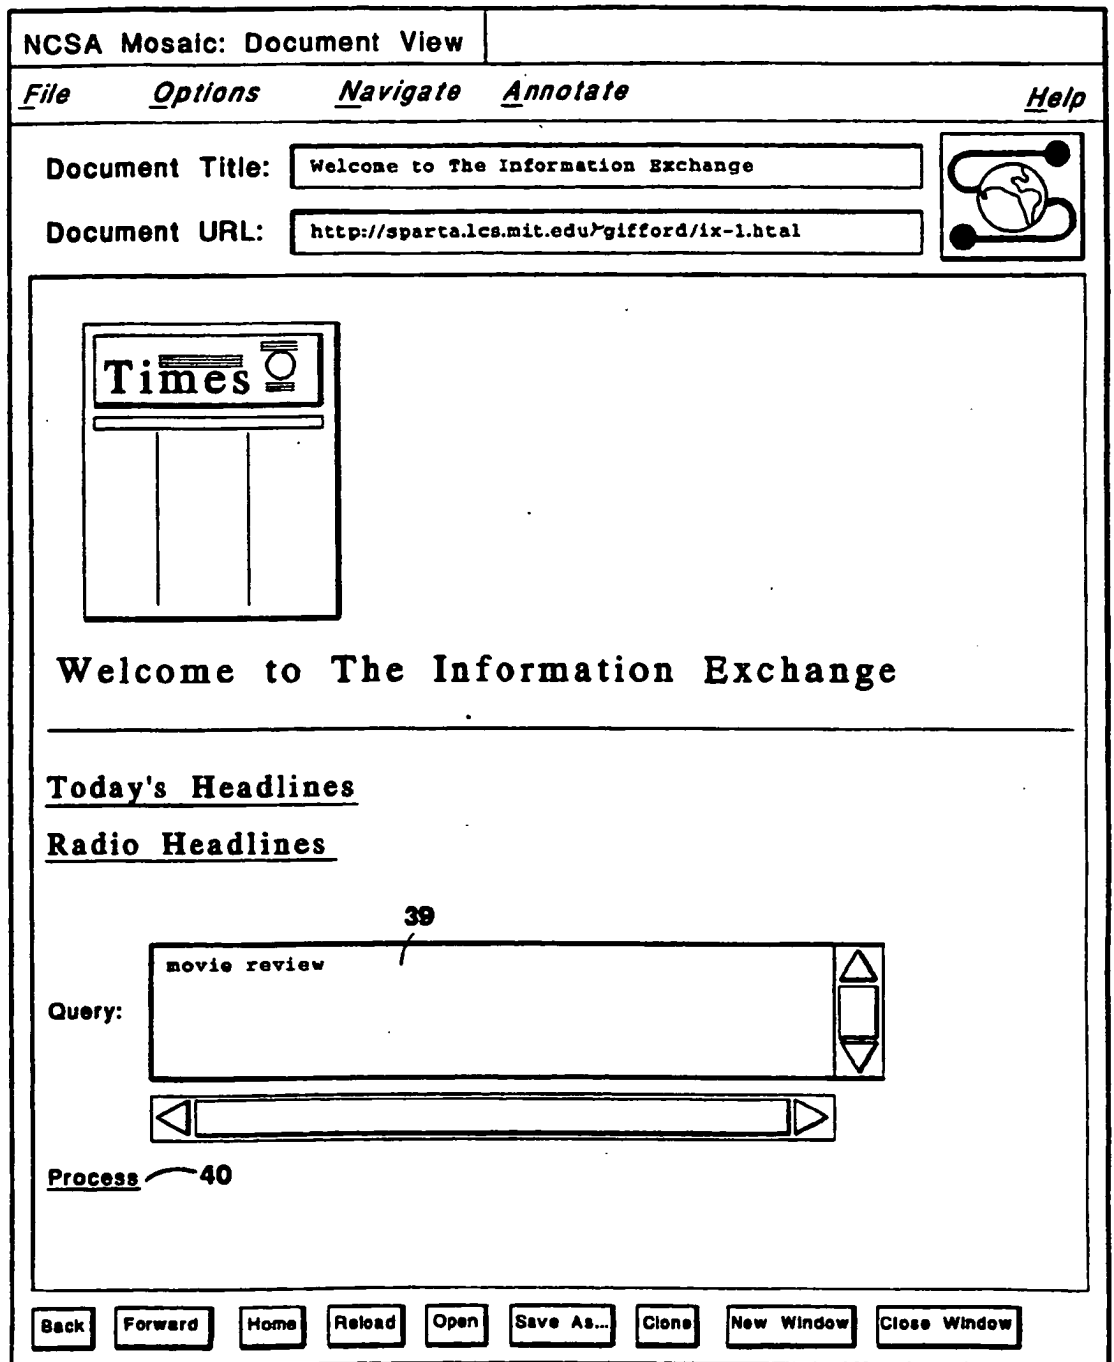 NCSA Mosaic: Document View
File Options Navigate Annotate Help
Document Title: Welcome to The Information Exchange
Document URL: http://sparta.lcs.mit.edu/~gifford/ix-1.html
Times
Welcome to The Information Exchange
Today's Headlines
Radio Headlines
39
movie review
Query:
Process 40
Back Forward Home Reload Open Save As... Clone New Window Close Window